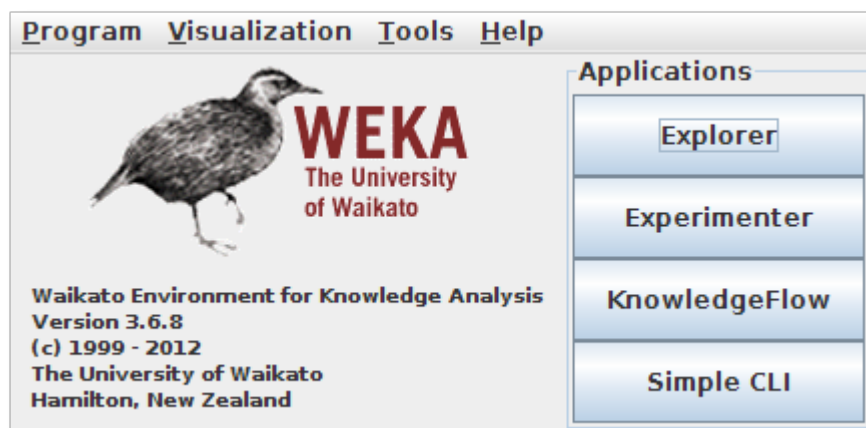 Program Visualization Tools Help
WEKA
The University
of Waikato
Waikato Environment for Knowledge Analysis
Version 3.6.8
(c) 1999 - 2012
The University of Waikato
Hamilton, New Zealand
Applications
Explorer
Experimenter
KnowledgeFlow
Simple CLI